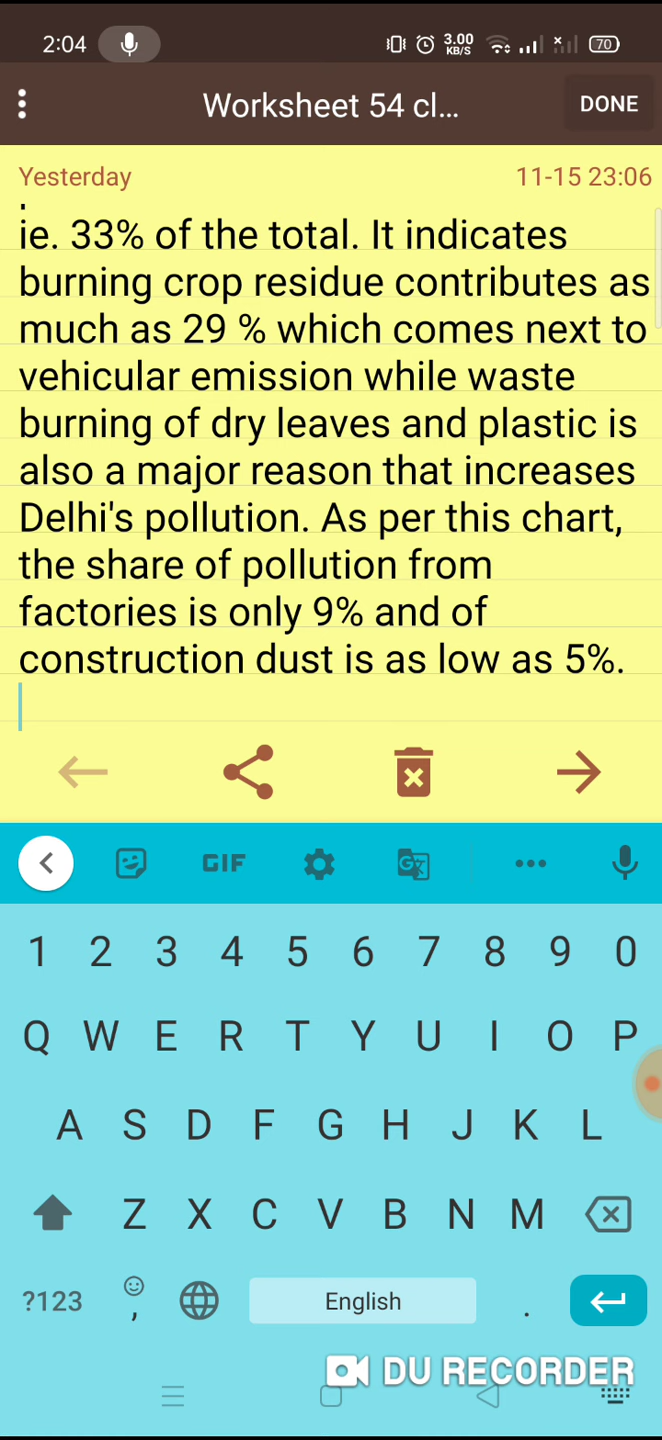 2:04
3.00
KB/S
70
Worksheet 54 cl...
DONE
Yesterday
11-15 23:06
ie. 33% of the total. It indicates
burning crop residue contributes as
much as 29 % which comes next to
vehicular emission while waste
burning of dry leaves and plastic is
also a major reason that increases
Delhi's pollution. As per this chart,
the share of pollution from
factories is only 9% and of
construction dust is as low as 5%.
GIF
1 2 3 4 5 6 7 8 9 0
Q W E R T Y U I O P
A S D F G H J K L
Z X C V B N M
?123 , English .
DU RECORDER